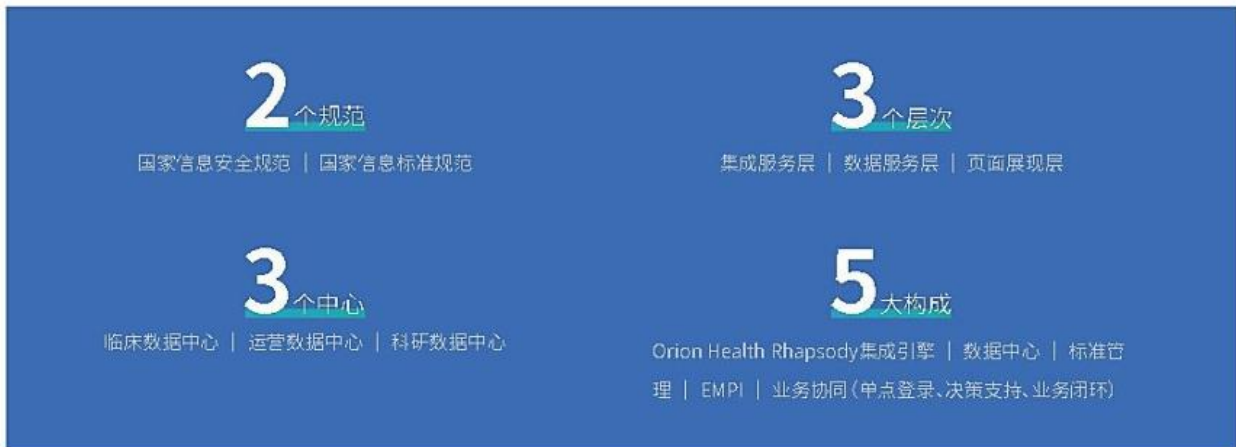 2个规范
国家信息安全规范 | 国家信息标准规范
3个层次
集成服务层 | 数据服务层 | 页面展现层
3个中心
临床数据中心 | 运营数据中心 | 科研数据中心
5大构成
Orion Health Rhapsody集成引擎 | 数据中心 | 标准管
理 | EMPI | 业务协同(单点登录、决策支持、业务闭环)